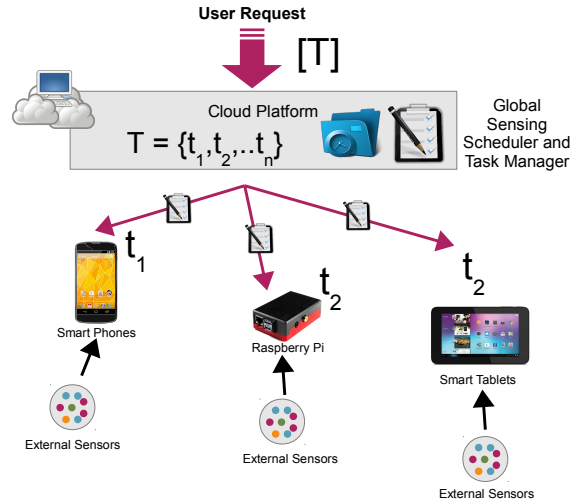 User Request
[T]
Cloud Platform
T = {t1,t2,..tn}
Global
Sensing
Scheduler and
Task Manager
t1
t2
t2
Smart Phones
Raspberry Pi
Smart Tablets
External Sensors
External Sensors
External Sensors